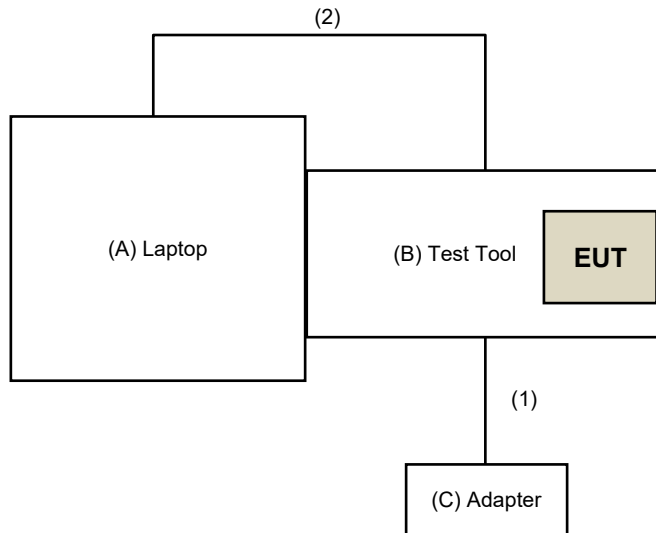 (2)
(A) Laptop
(B) Test Tool
EUT
(1)
(C) Adapter